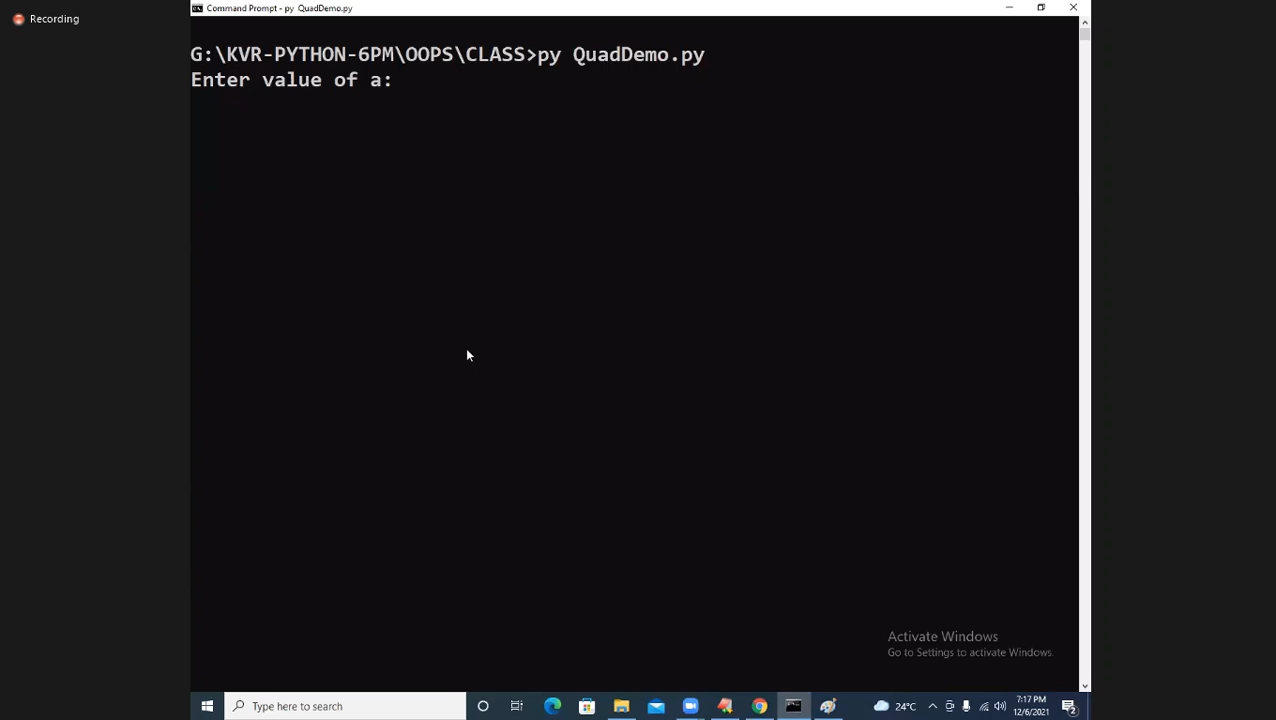 Recording
Command Prompt - py QuadDemo.py
G:\KVR-PYTHON-6PM\OOPS\CLASS>py QuadDemo.py
Enter value of a:
Activate Windows
Go to Settings to activate Windows.
Type here to search
24°C
7:17 PM
12/6/2021
2